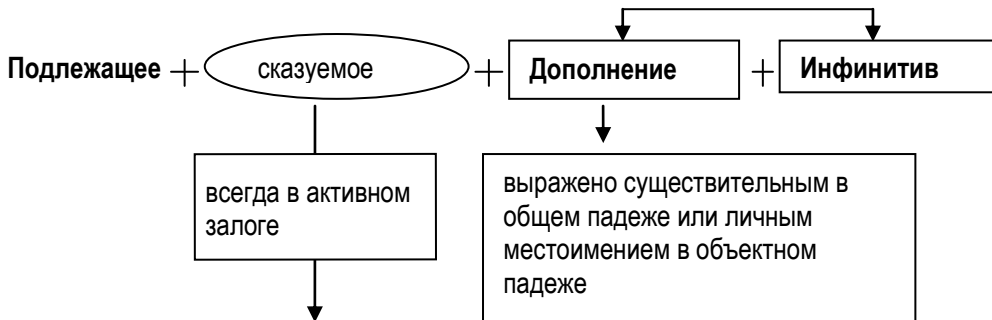 Подлежащее + сказуемое + Дополнение + Инфинитив
всегда в активном
залоге
выражено существительным в
общем падеже или личным
местоимением в объектном
падеже